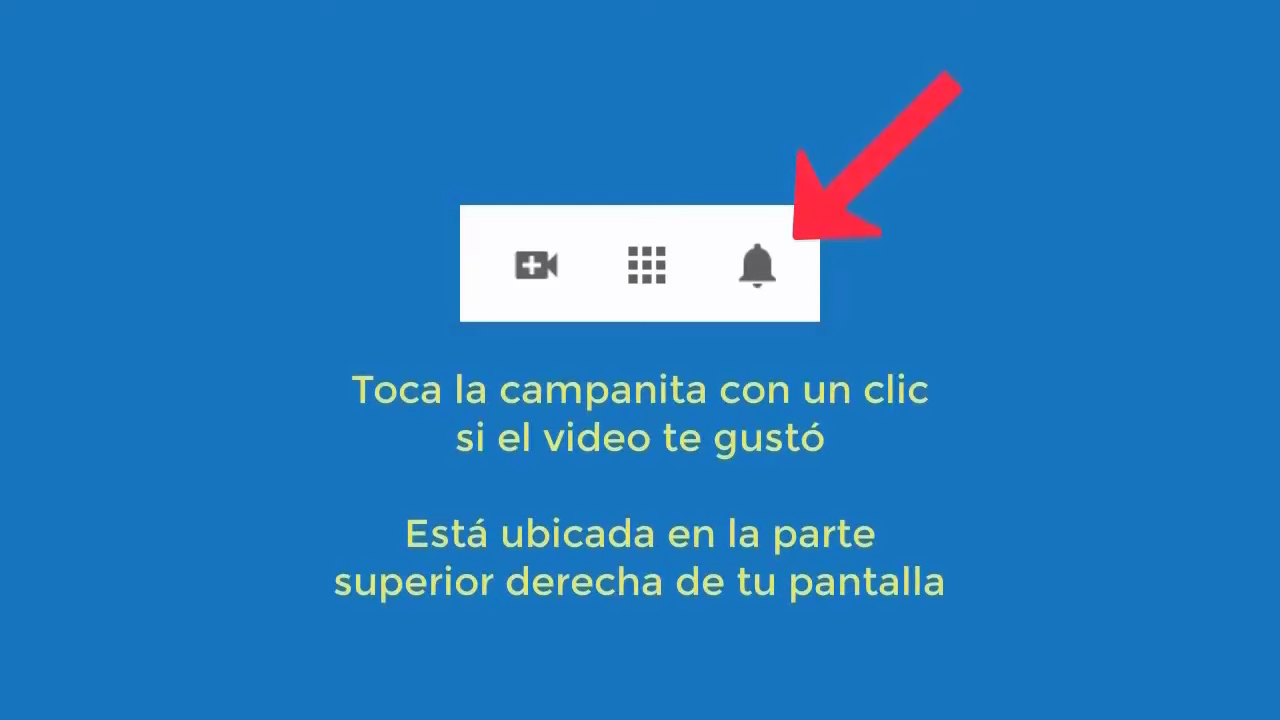 Toca la campanita con un clic
si el video te gustó
Está ubicada en la parte
superior derecha de tu pantalla